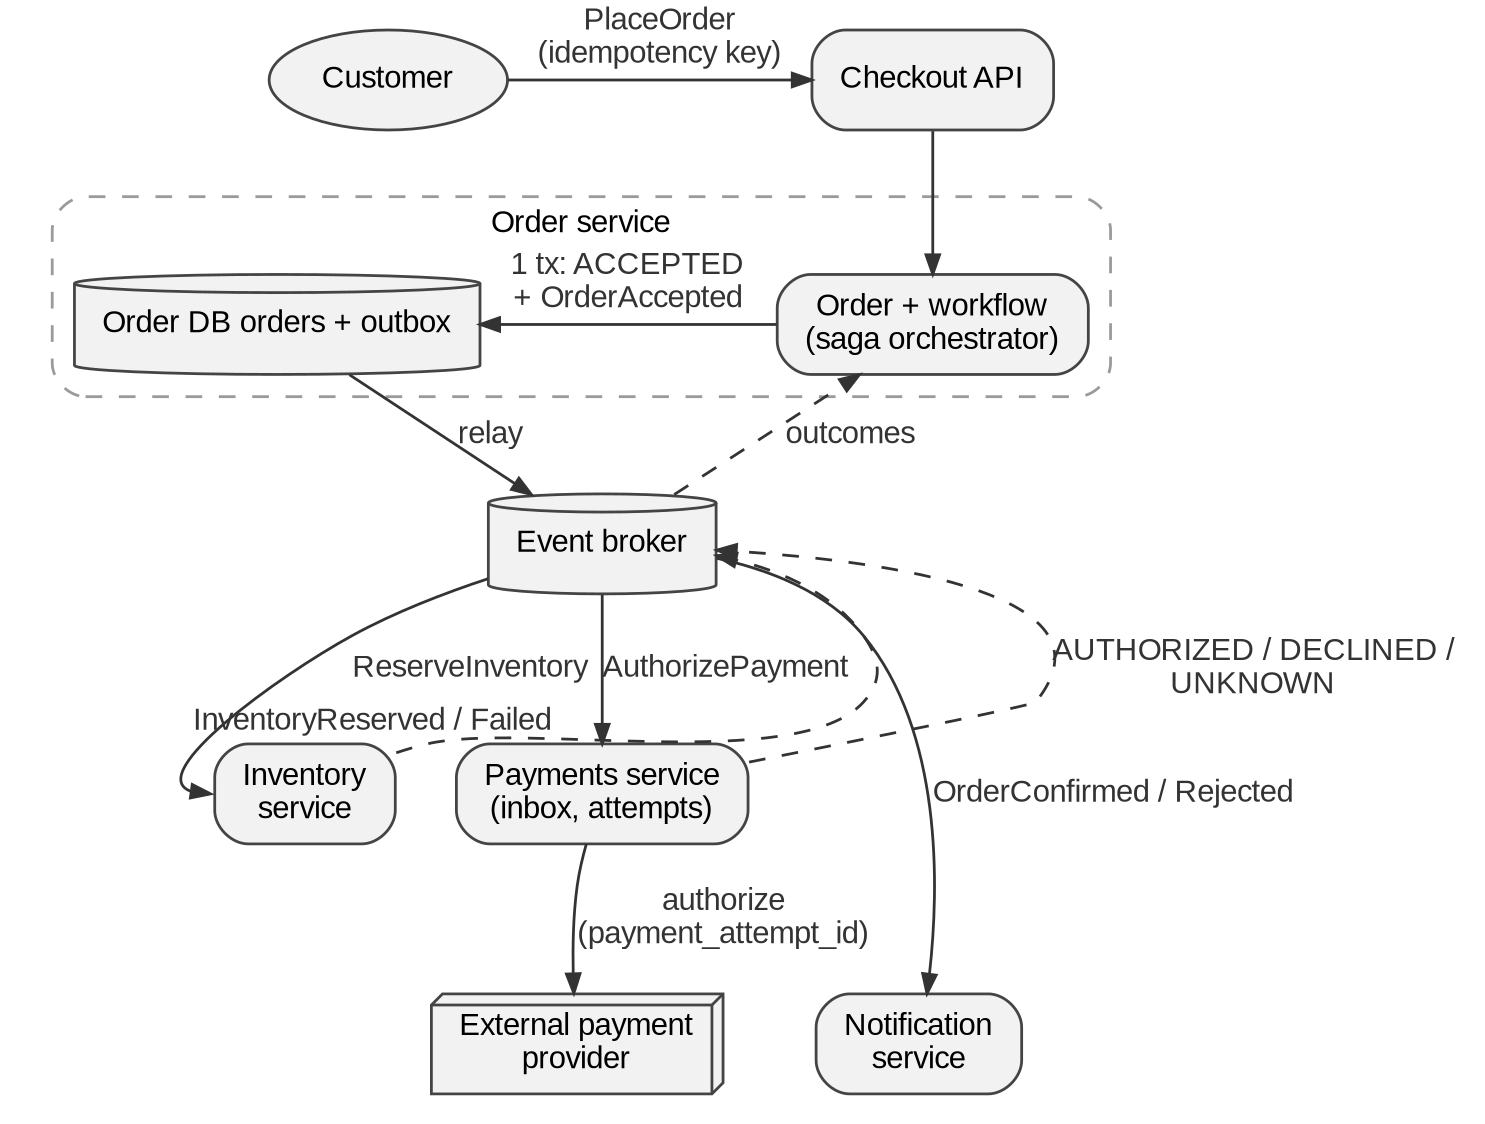 PlaceOrder
(idempotency key)
Customer
Checkout API
Order service
1 tx: ACCEPTED
+ OrderAccepted
Order DB orders + outbox
Order + workflow
(saga orchestrator)
relay
outcomes
Event broker
ReserveInventory
AuthorizePayment
AUTHORIZED / DECLINED /
UNKNOWN
InventoryReserved / Failed
Inventory
service
Payments service
(inbox, attempts)
OrderConfirmed / Rejected
authorize
(payment_attempt_id)
External payment
provider
Notification
service